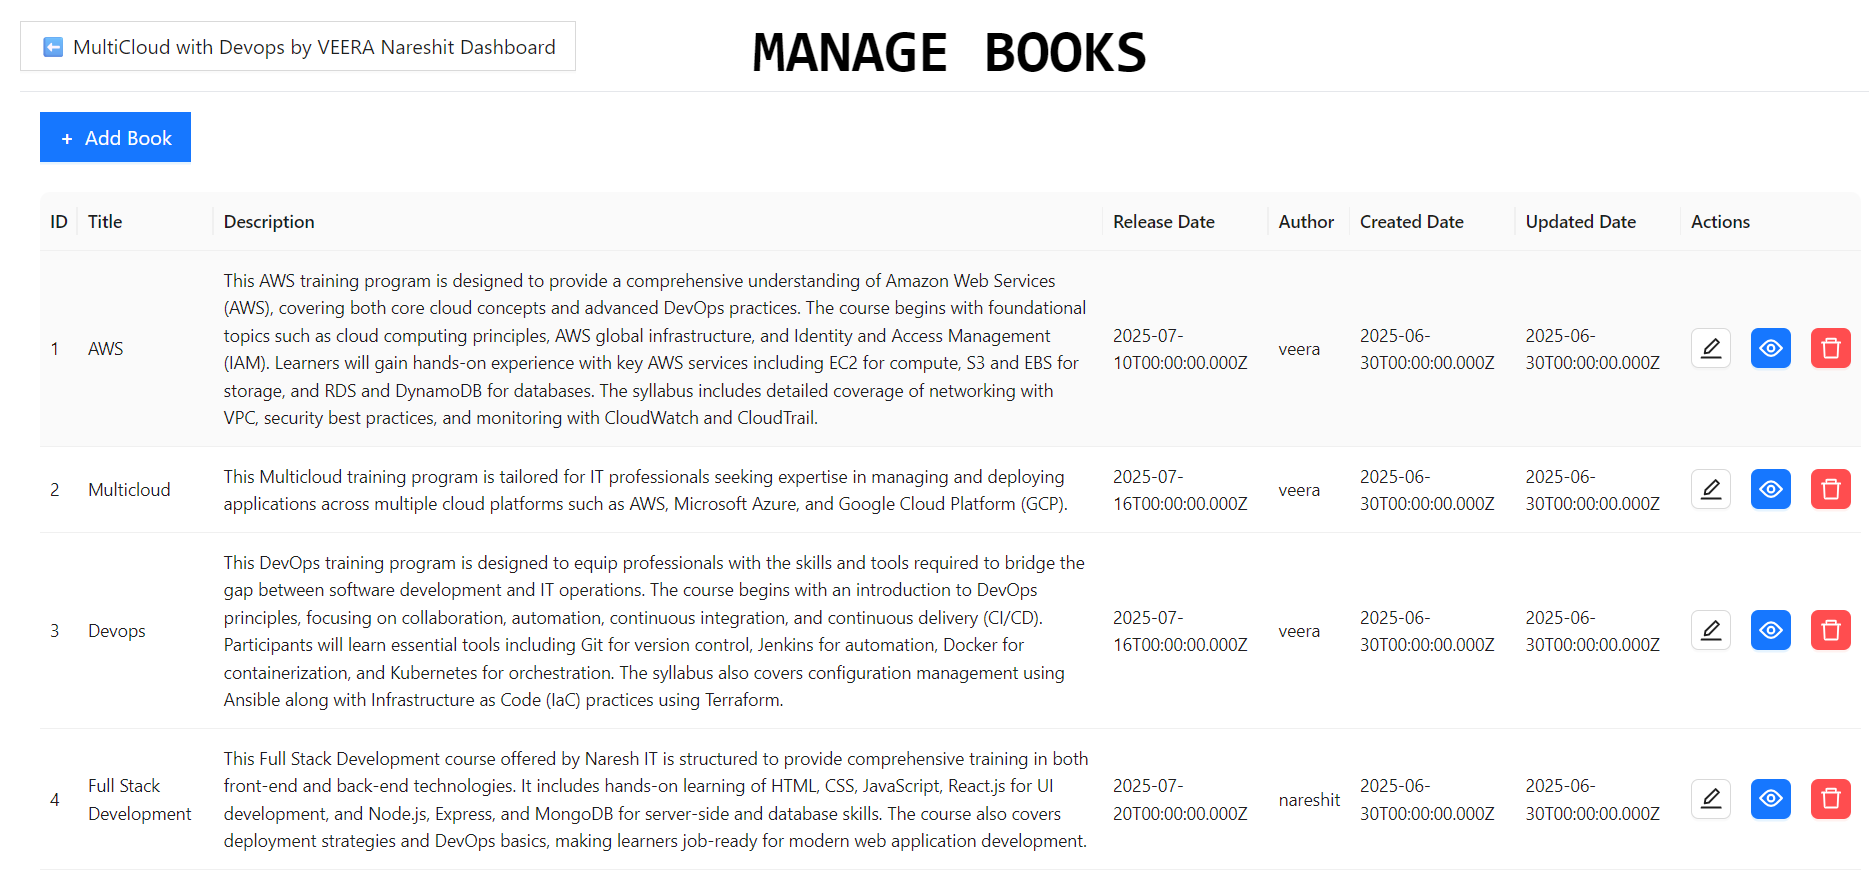 ⬅️ MultiCloud with Devops by VEERA Nareshit Dashboard
MANAGE BOOKS
+ Add Book
ID Title Description Release Date Author Created Date Updated Date Actions
This AWS training program is designed to provide a comprehensive understanding of Amazon Web Services
(AWS), covering both core cloud concepts and advanced DevOps practices. The course begins with foundational
topics such as cloud computing principles, AWS global infrastructure, and Identity and Access Management
(IAM). Learners will gain hands-on experience with key AWS services including EC2 for compute, S3 and EBS for
storage, and RDS and DynamoDB for databases. The syllabus includes detailed coverage of networking with
VPC, security best practices, and monitoring with CloudWatch and CloudTrail.
1 AWS
2025-07- 2025-06- 2025-06-
10T00:00:00.000Z veera 30T00:00:00.000Z 30T00:00:00.000Z
This Multicloud training program is tailored for IT professionals seeking expertise in managing and deploying
applications across multiple cloud platforms such as AWS, Microsoft Azure, and Google Cloud Platform (GCP).
2 Multicloud
2025-07- 2025-06- 2025-06-
16T00:00:00.000Z veera 30T00:00:00.000Z 30T00:00:00.000Z
This DevOps training program is designed to equip professionals with the skills and tools required to bridge the
gap between software development and IT operations. The course begins with an introduction to DevOps
principles, focusing on collaboration, automation, continuous integration, and continuous delivery (CI/CD).
Participants will learn essential tools including Git for version control, Jenkins for automation, Docker for
containerization, and Kubernetes for orchestration. The syllabus also covers configuration management using
Ansible along with Infrastructure as Code (IaC) practices using Terraform.
3 Devops
2025-07- 2025-06- 2025-06-
16T00:00:00.000Z veera 30T00:00:00.000Z 30T00:00:00.000Z
This Full Stack Development course offered by Naresh IT is structured to provide comprehensive training in both
front-end and back-end technologies. It includes hands-on learning of HTML, CSS, JavaScript, React.js for UI
development, and Node.js, Express, and MongoDB for server-side and database skills. The course also covers
deployment strategies and DevOps basics, making learners job-ready for modern web application development.
4 Full Stack
Development
2025-07- 2025-06- 2025-06-
20T00:00:00.000Z nareshit 30T00:00:00.000Z 30T00:00:00.000Z